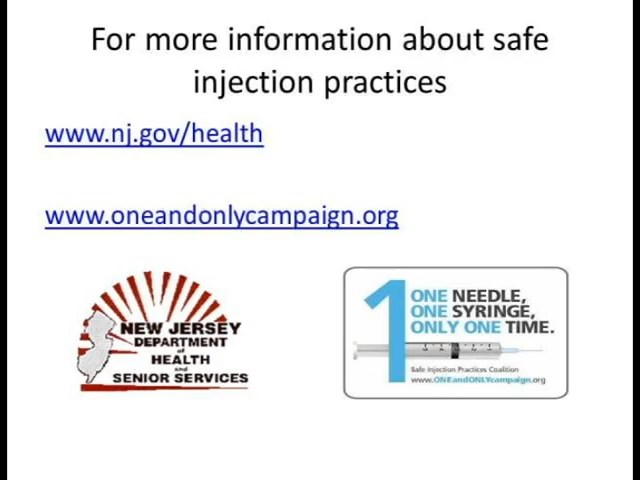 For more information about safe
injection practices
www.nj.gov/health
www.oneandonlycampaign.org
NEW JERSEY
DEPARTMENT
of
HEALTH
and
SENIOR SERVICES
1
ONE NEEDLE,
ONE SYRINGE,
ONLY ONE TIME.
Safe Injection Practices Coalition
www.ONEandONLYcampaign.org